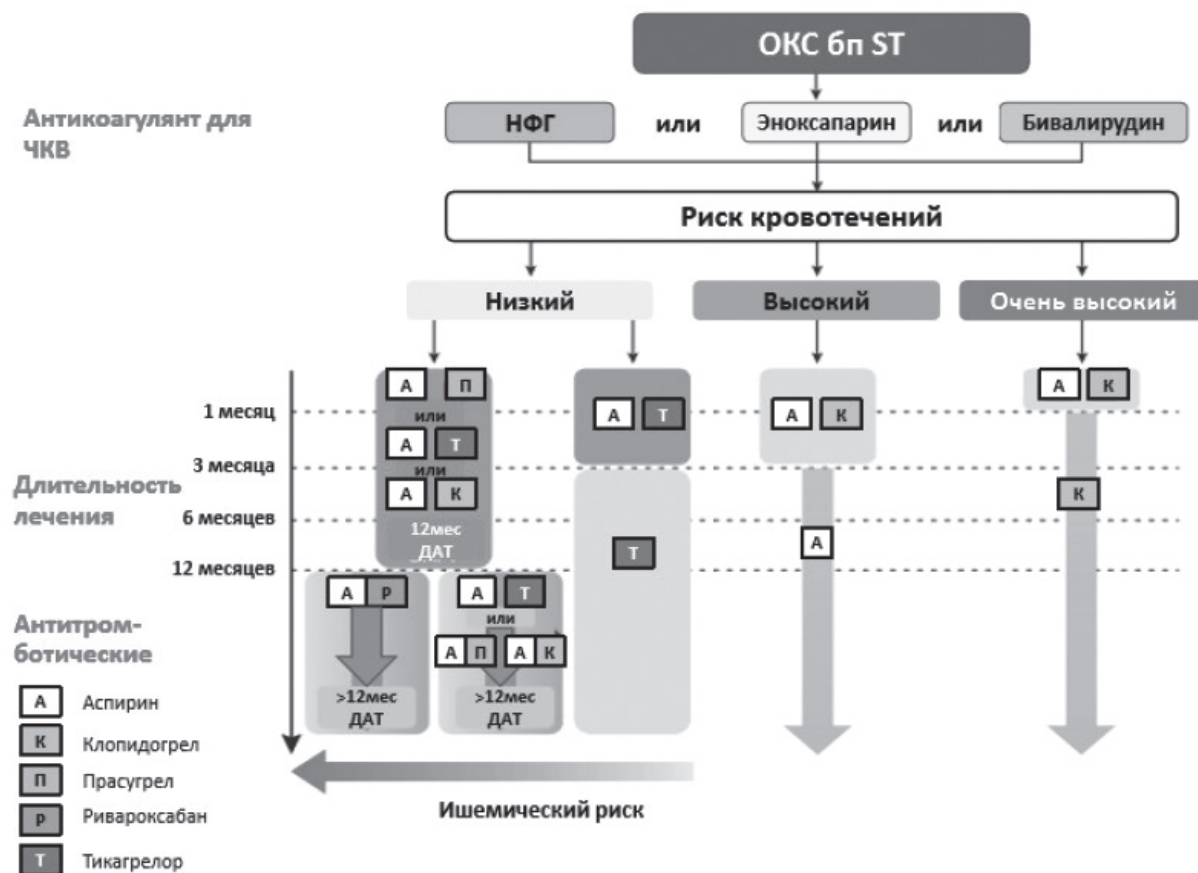 ОКС бп ST
Антикоагулянт для
ЧКВ
НФГ или Эноксапарин или Бивалирудин
Риск кровотечений
Низкий Высокий Очень высокий
А П
или
А Т
или
А К
12мес
ДАТ
А Т
Т
А К
А
А К
К
1 месяц
3 месяца
6 месяцев
12 месяцев
Длительность
лечения
А Р
>12мес
ДАТ
А Т
или
А П А К
>12мес
ДАТ
Ишемический риск
Антитром-
ботические
А Аспирин
К Клопидогрел
П Прасугрел
Р Ривароксабан
Т Тикагрелор